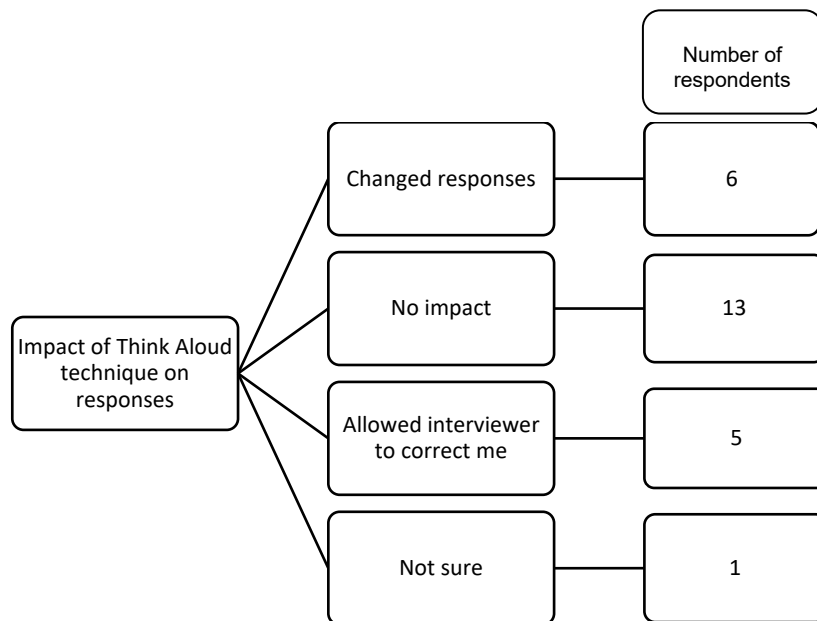 Number of
respondents
Changed responses
6
No impact
13
Impact of Think Aloud
technique on
responses
Allowed interviewer
to correct me
5
Not sure
1